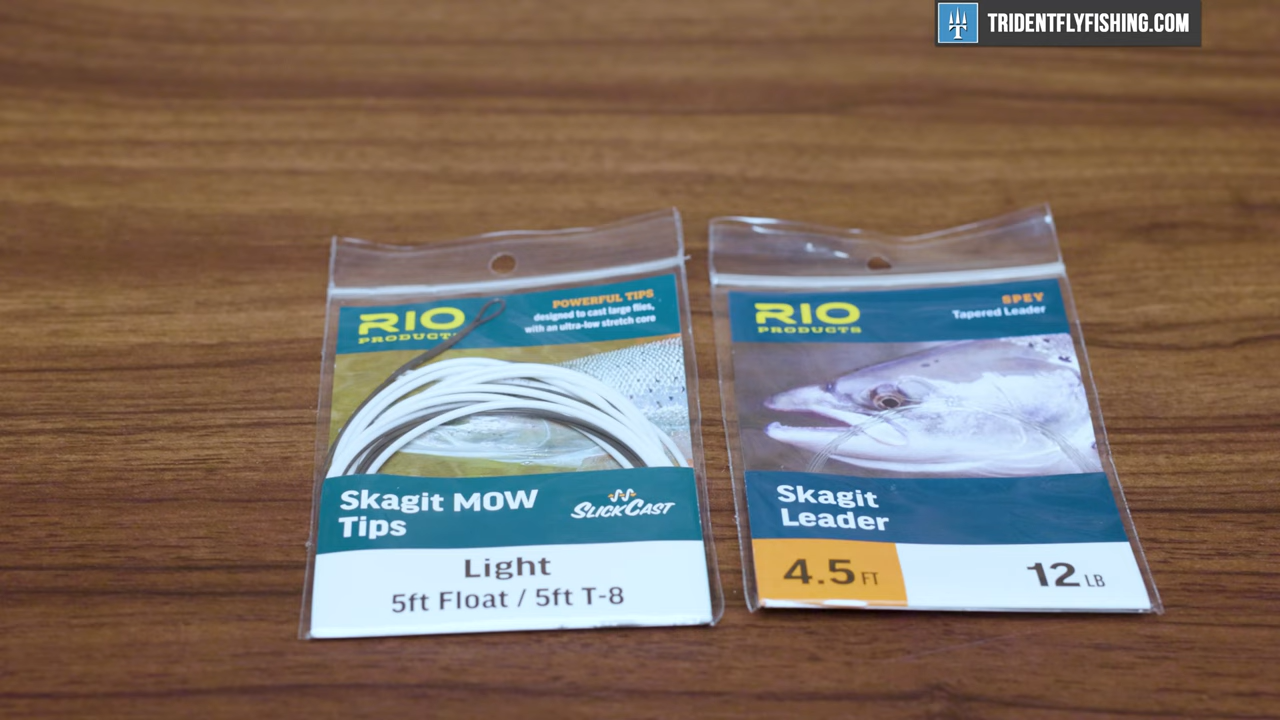 TRIDENTFLYFISHING.COM
RIO
PRODUCTS
POWERFUL TIPS
designed to cast large flies,
with an ultra-low stretch core
Skagit MOW
Tips
SLICKCAST
Light
5ft Float / 5ft T-8
RIO
PRODUCTS
SPEY
Tapered Leader
Skagit
Leader
4.5 FT
12 LB